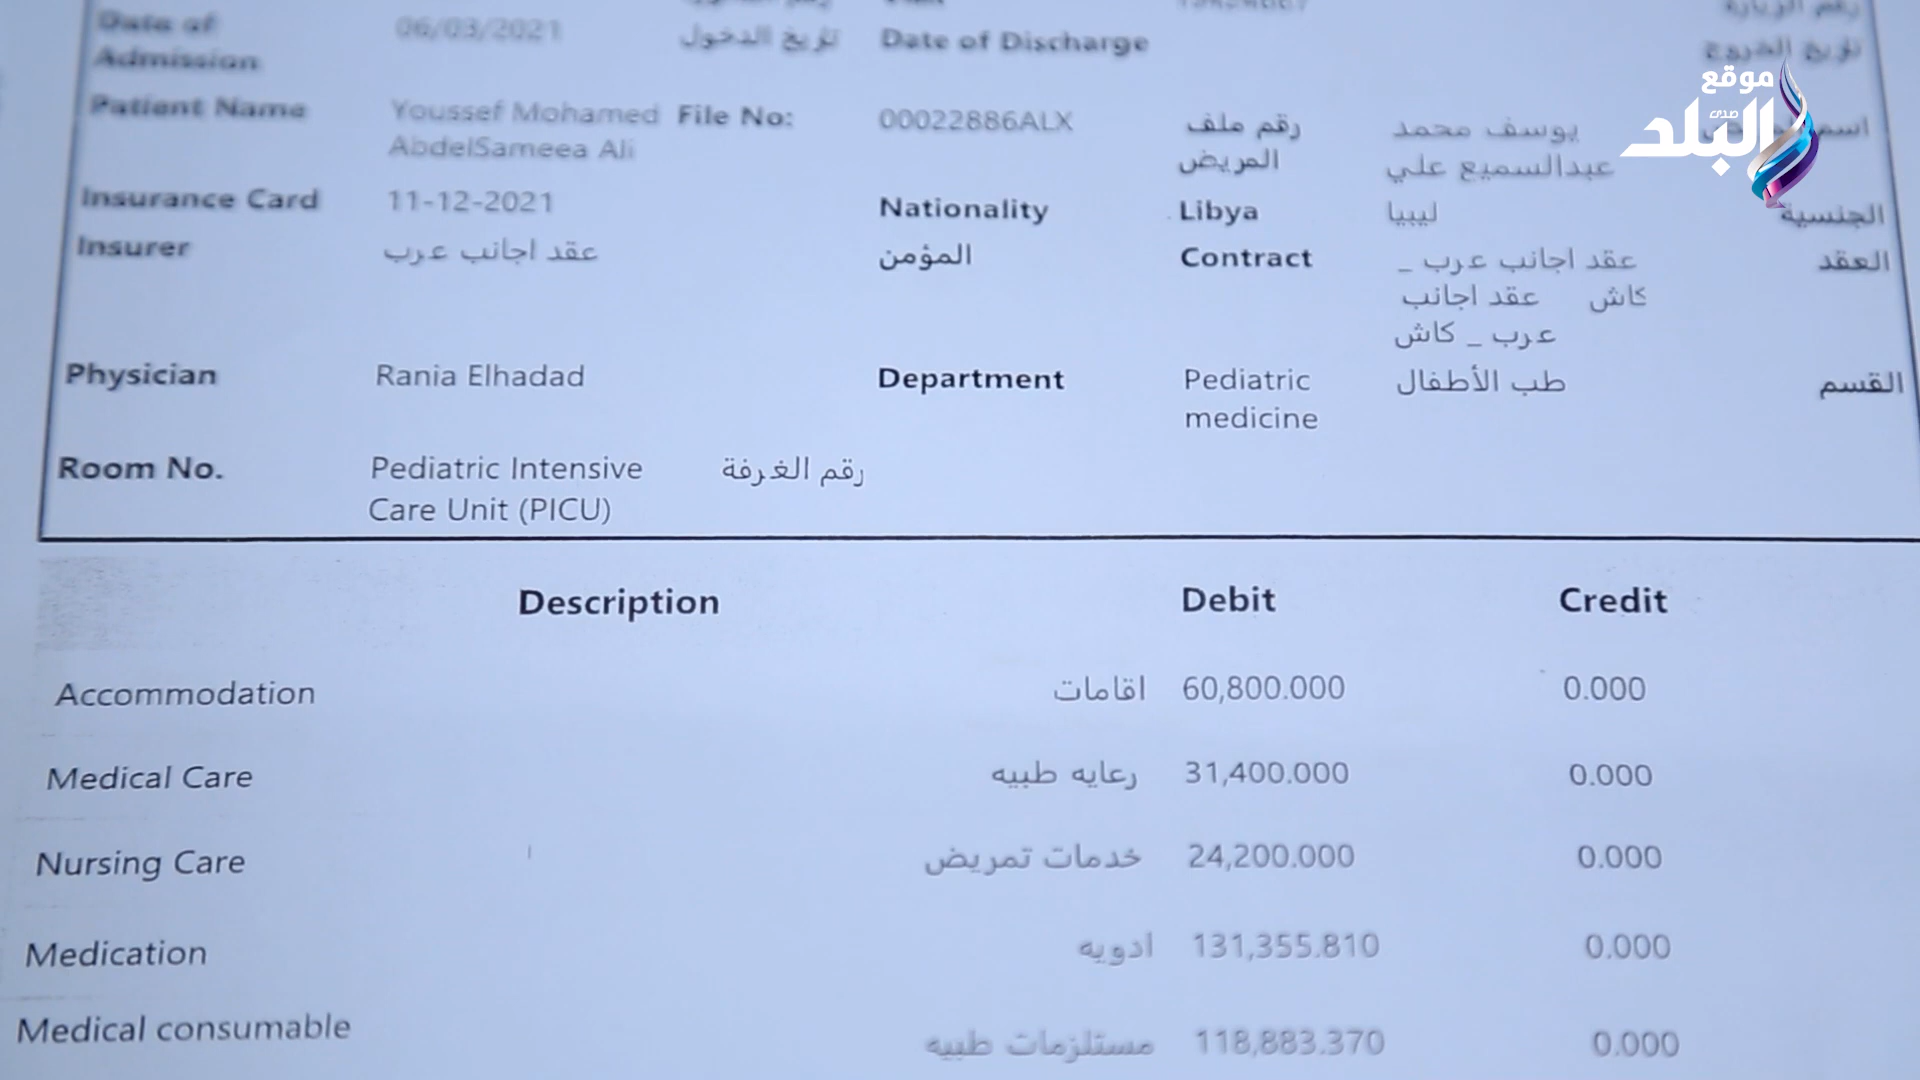 Date of Admission 06/03/2021 تاريخ الدخول Date of Discharge تاريخ الخروج
موقع
صدى
البلد
Patient Name Youssef Mohamed File No: 00022886ALX رقم ملف يوسف محمد
AbdelSameea Ali المريض عبدالسميع علي
Insurance Card 11-12-2021 Nationality Libya ليبيا الجنسية
Insurer عقد اجانب عرب المؤمن Contract عقد اجانب عرب _ العقد
كاش عقد اجانب
عرب _ كاش
Physician Rania Elhadad Department Pediatric طب الأطفال القسم
medicine
Room No. Pediatric Intensive رقم الغرفة
Care Unit (PICU)
Description Debit Credit
Accommodation اقامات 60,800.000 0.000
Medical Care رعايه طبيه 31,400.000 0.000
Nursing Care خدمات تمريض 24,200.000 0.000
Medication ادويه 131,355.810 0.000
Medical consumable مستلزمات طبيه 118,883.370 0.000